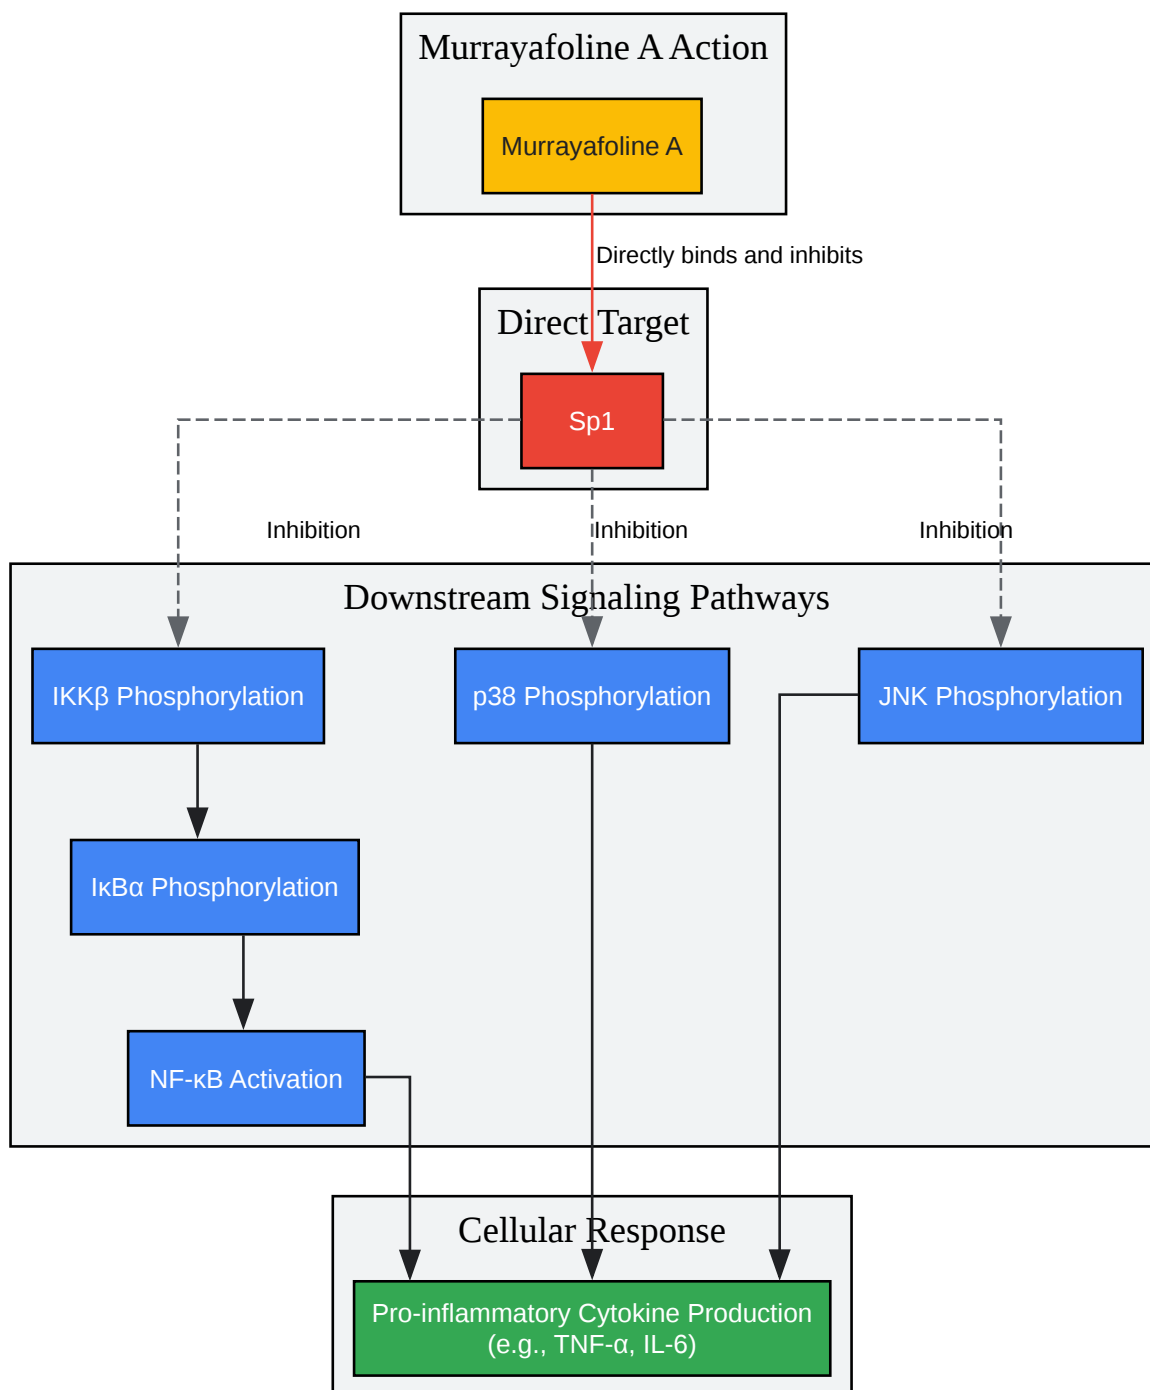 Murrayafoline A Action
Murrayafoline A
Directly binds and inhibits
Direct Target
Sp1
Inhibition
Inhibition
Inhibition
Downstream Signaling Pathways
IKKβ Phosphorylation
p38 Phosphorylation
JNK Phosphorylation
IκBα Phosphorylation
NF-κB Activation
Cellular Response
Pro-inflammatory Cytokine Production
(e.g., TNF-α, IL-6)